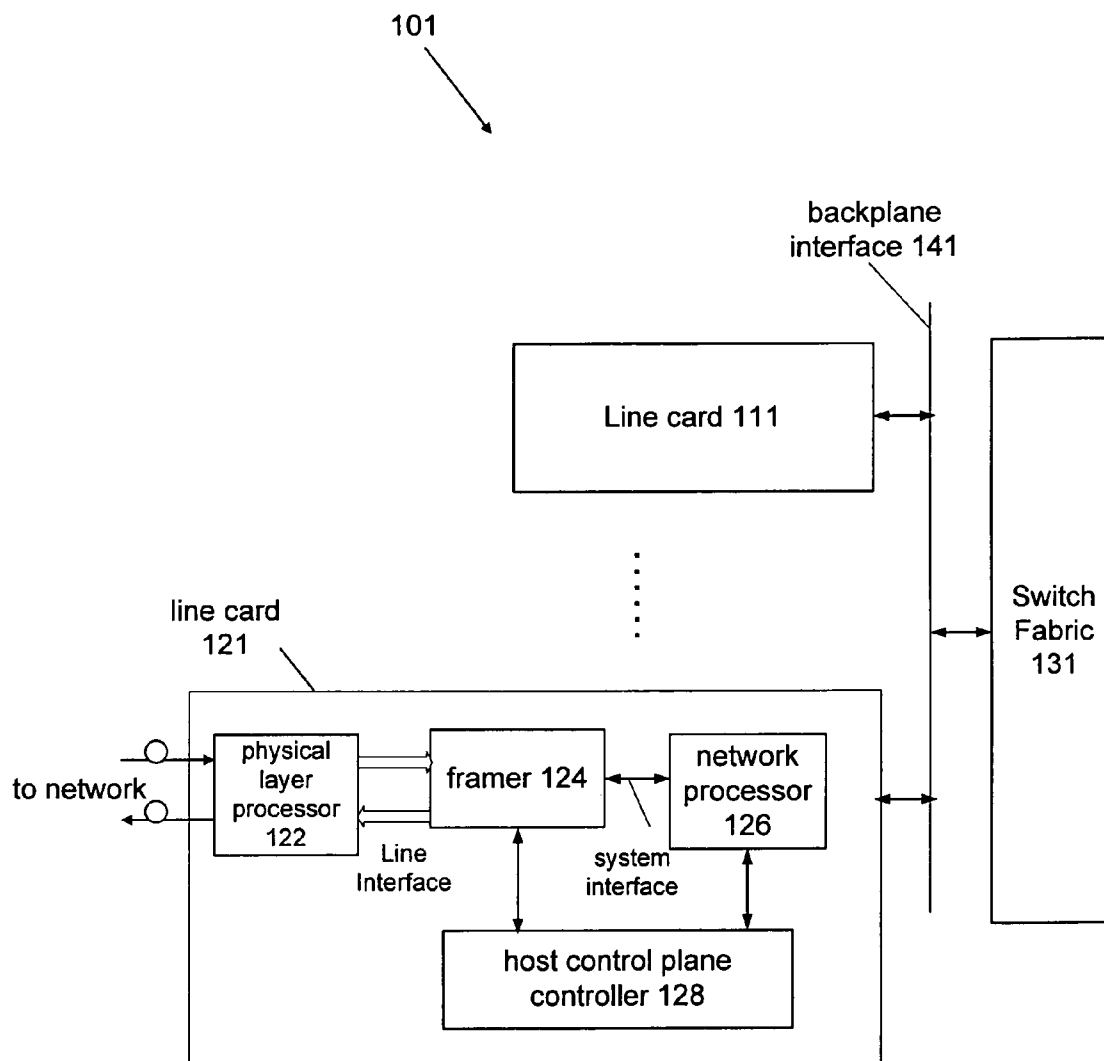 101
backplane
interface 141
Line card 111
Switch
Fabric
131
line card
121
to network
physical
layer
processor
122
Line
Interface
framer 124
system
interface
network
processor
126
host control plane
controller 128